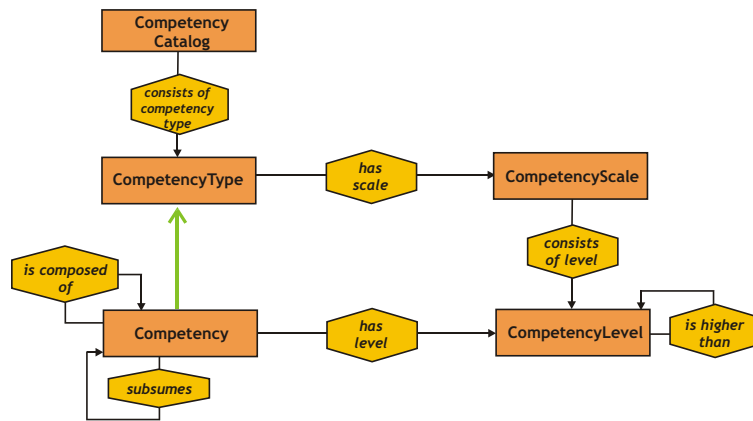 Competency
Catalog
consists of
competency
type
CompetencyType
has
scale
CompetencyScale
consists
of level
is composed
of
Competency
has
level
CompetencyLevel
is higher
than
subsumes